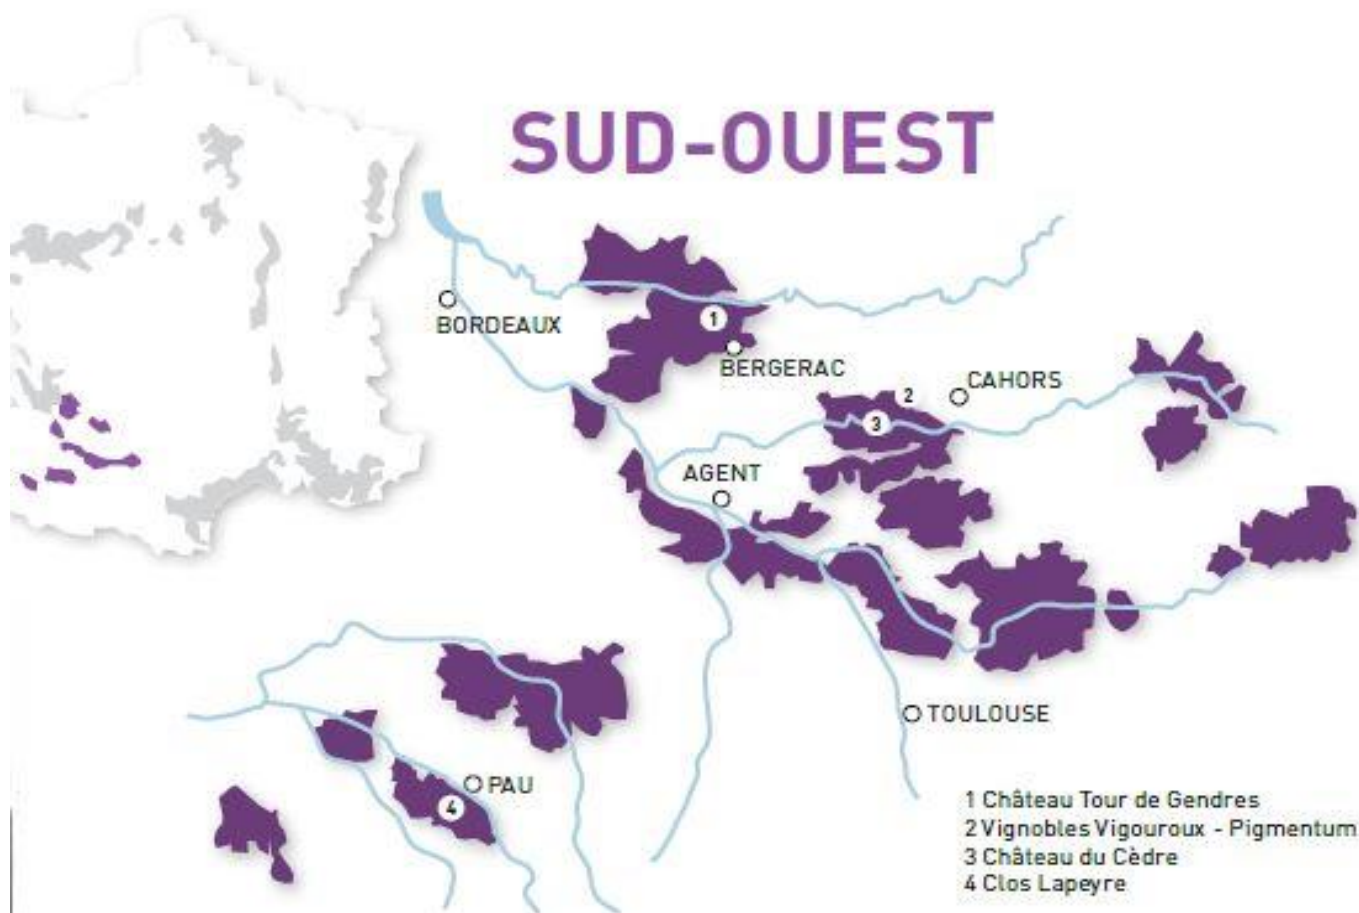 SUD-OUEST
BORDEAUX
1
BERGERAC
2
CAHORS
3
AGENT
TOULOUSE
PAU
4
1 Château Tour de Gendres
2 Vignobles Vigouroux - Pigmentum
3 Château du Cèdre
4 Clos Lapeyre